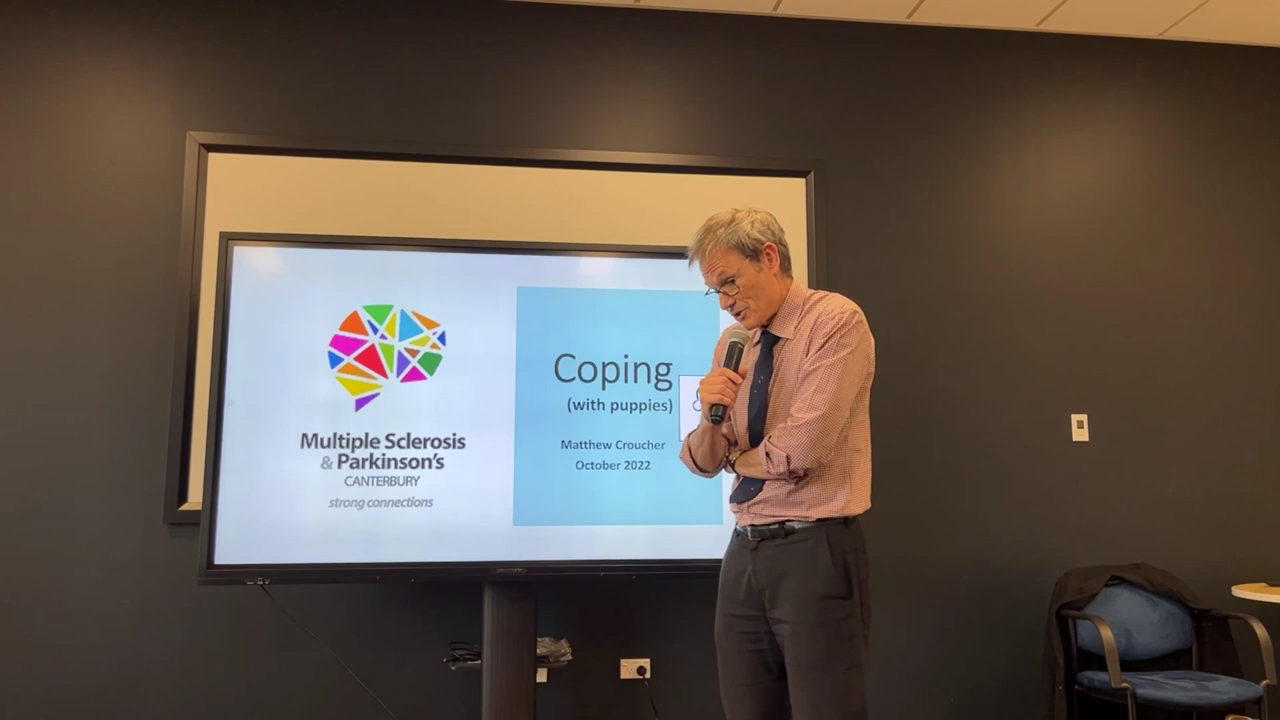 Multiple Sclerosis
& Parkinson's
CANTERBURY
strong connections
Coping
(with puppies)
Matthew Croucher
October 2022